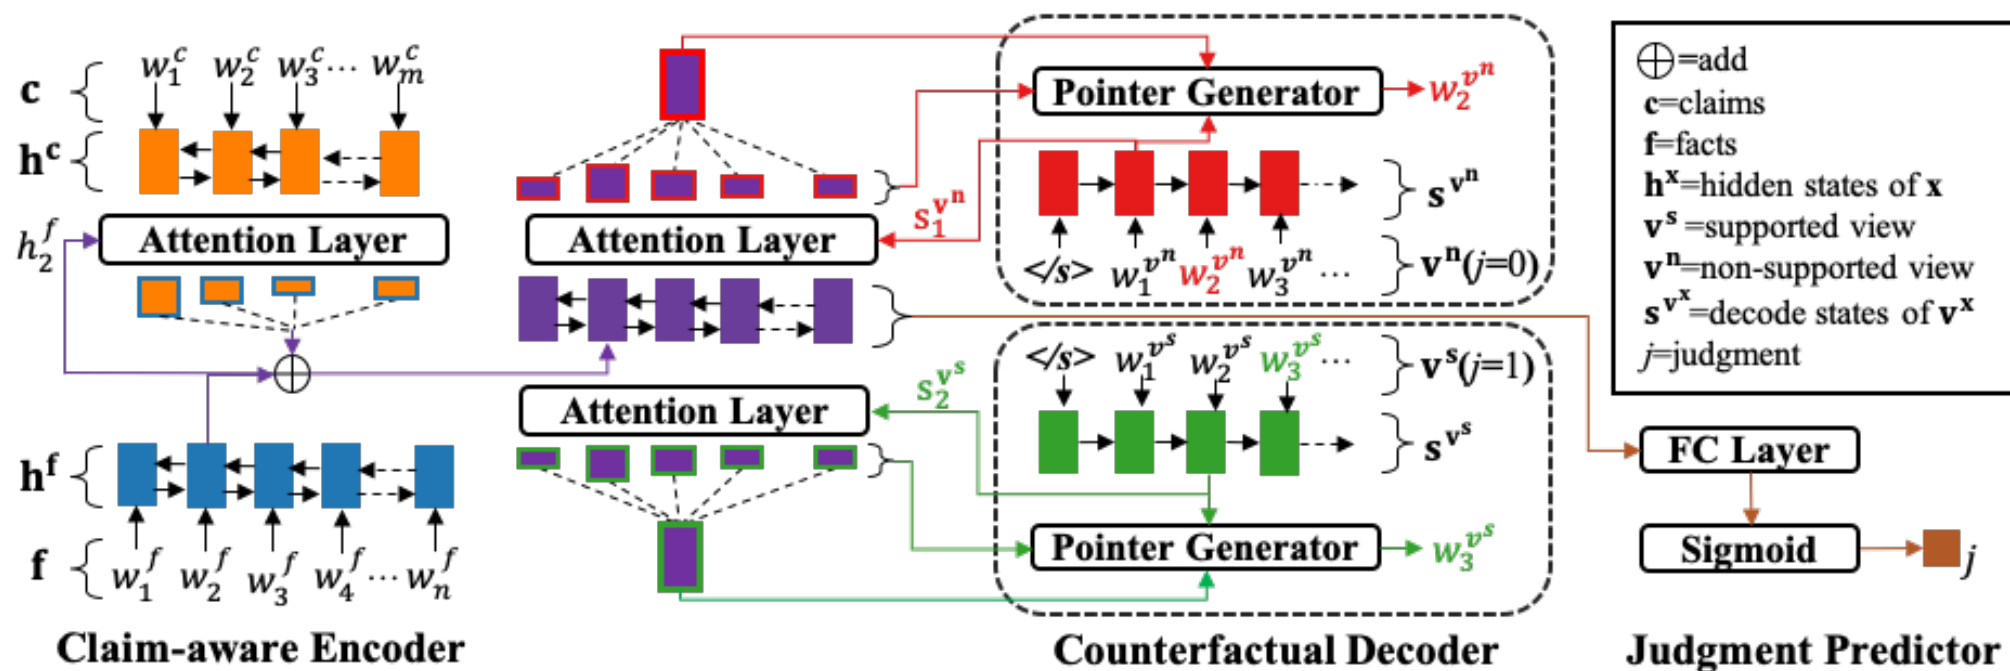 c
w_1^c w_2^c w_3^c ⋯ w_m^c
h^c
h_2^f
Attention Layer
h^f
f
w_1^f w_2^f w_3^f w_4^f ⋯ w_n^f
Claim-aware Encoder
s_1^{v^n}
Attention Layer
Attention Layer
s_2^{v^s}
Pointer Generator
w_2^{v^n}
s^{v^n}
</s> w_1^{v^n} w_2^{v^n} w_3^{v^n} ⋯
v^n(j=0)
</s> w_1^{v^s} w_2^{v^s} w_3^{v^s} ⋯
v^s(j=1)
s^{v^s}
Pointer Generator
w_3^{v^s}
Counterfactual Decoder
⊕=add
c=claims
f=facts
h^x=hidden states of x
v^s=supported view
v^n=non-supported view
s^{v^x}=decode states of v^x
j=judgment
FC Layer
Sigmoid
j
Judgment Predictor